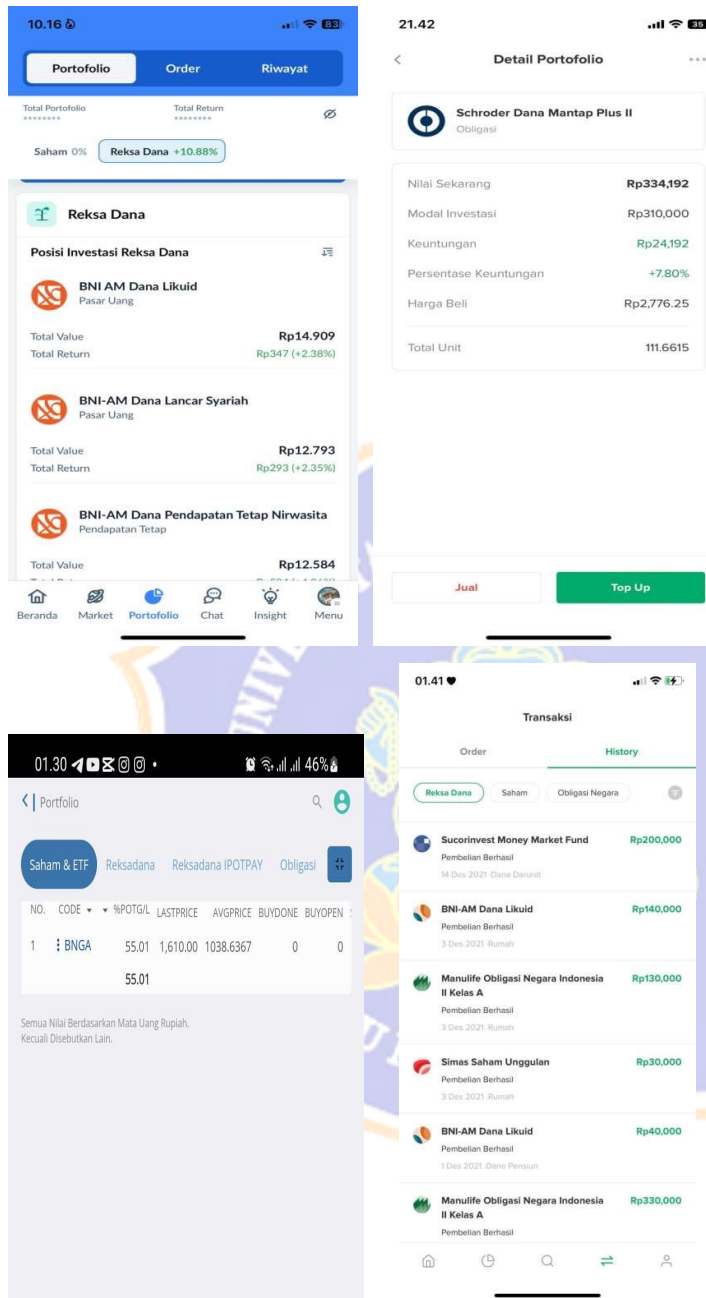 10.16
83
Portofolio Order Riwayat
Total Portofolio Total Return
******** ********
Saham 0% Reksa Dana +10.88%
Reksa Dana
Posisi Investasi Reksa Dana
BNI AM Dana Likuid
Pasar Uang
Total Value Rp14.909
Total Return Rp347 (+2.38%)
BNI-AM Dana Lancar Syariah
Pasar Uang
Total Value Rp12.793
Total Return Rp293 (+2.35%)
BNI-AM Dana Pendapatan Tetap Nirwasita
Pendapatan Tetap
Total Value Rp12.584
Beranda Market Portofolio Chat Insight Menu
21.42
35
Detail Portofolio
Schroder Dana Mantap Plus II
Obligasi
Nilai Sekarang Rp334,192
Modal Investasi Rp310,000
Keuntungan Rp24,192
Persentase Keuntungan +7.80%
Harga Beli Rp2,776.25
Total Unit 111.6615
Jual Top Up
01.30 46%
Portfolio
Saham & ETF Reksadana Reksadana IPOTPAY Obligasi
NO. CODE %POTG/L LASTPRICE AVGPRICE BUYDONE BUYOPEN
1 BNGA 55.01 1,610.00 1038.6367 0 0
55.01
Semua Nilai Berdasarkan Mata Uang Rupiah.
Kecuali Disebutkan Lain.
01.41
Transaksi
Order History
Reksa Dana Saham Obligasi Negara
Sucorinvest Money Market Fund Rp200,000
Pembelian Berhasil
14 Des 2021 · Dana Darurat
BNI-AM Dana Likuid Rp140,000
Pembelian Berhasil
3 Des 2021 · Rumah
Manulife Obligasi Negara Indonesia Rp130,000
II Kelas A
Pembelian Berhasil
3 Des 2021 · Rumah
Simas Saham Unggulan Rp30,000
Pembelian Berhasil
3 Des 2021 · Rumah
BNI-AM Dana Likuid Rp40,000
Pembelian Berhasil
1 Des 2021 · Dana Pensiun
Manulife Obligasi Negara Indonesia Rp330,000
II Kelas A
Pembelian Berhasil